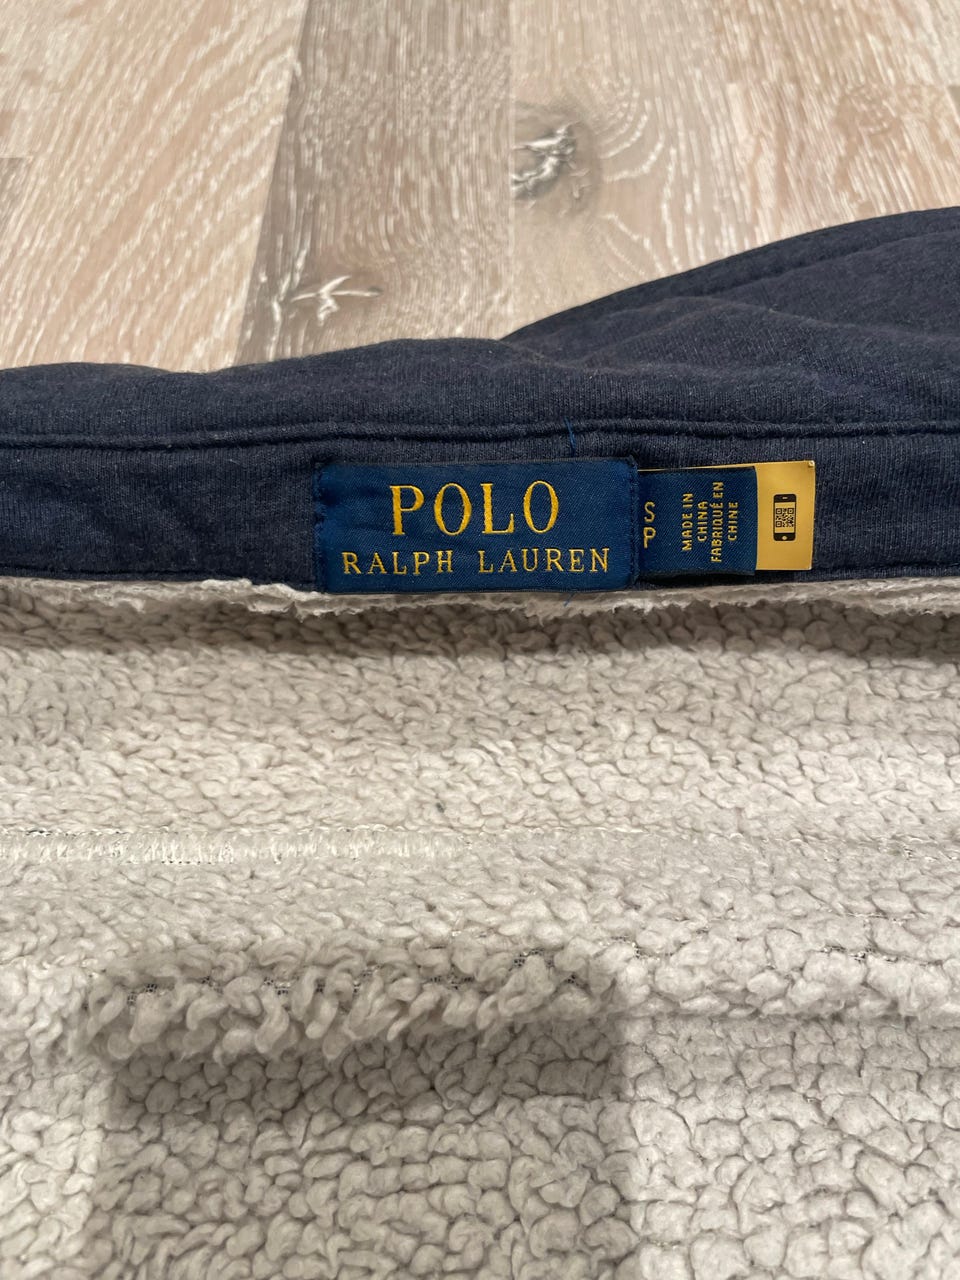 POLO
RALPH LAUREN
S
P
MADE IN
CHINA
FABRIQUÉ EN
CHINE